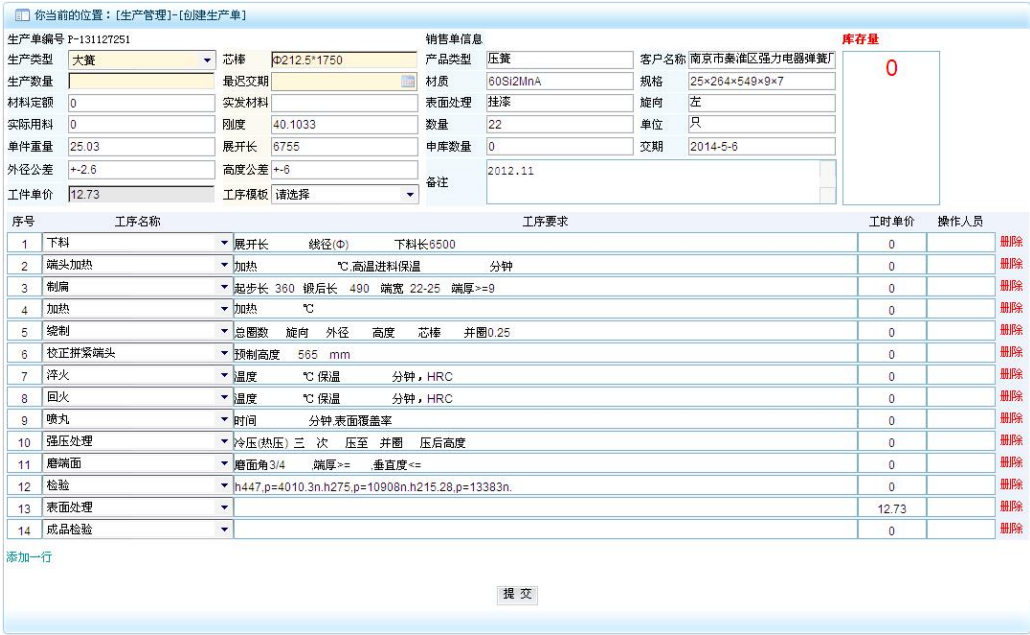 你当前的位置：[生产管理]-[创建生产单]
生产单编号 P-131127251 销售单信息 库存量
生产类型 大簧 芯棒 Φ212.5*1750 产品类型 压簧 客户名称 南京市秦淮区强力电器弹簧厂 0
生产数量 最迟交期 材质 60Si2MnA 规格 25×264×549×9×7
材料定额 0 实发材料 表面处理 挂漆 旋向 左
实际用料 0 刚度 40.1033 数量 22 单位 只
单件重量 25.03 展开长 6755 申库数量 0 交期 2014-5-6
外径公差 +-2.6 高度公差 +-6 备注 2012.11
工件单价 12.73 工序模板 请选择
序号 工序名称 工序要求 工时单价 操作人员
1 下料 展开长 线径(Φ) 下料长6500 0 删除
2 端头加热 加热 ℃,高温进料保温 分钟 0 删除
3 制扁 起步长 360 锻后长 490 端宽 22-25 端厚>=9 0 删除
4 加热 加热 ℃ 0 删除
5 绕制 总圈数 旋向 外径 高度 芯棒 并圈0.25 0 删除
6 校正拼紧端头 预制高度 565 mm 0 删除
7 淬火 温度 ℃ 保温 分钟，HRC 0 删除
8 回火 温度 ℃ 保温 分钟，HRC 0 删除
9 喷丸 时间 分钟,表面覆盖率 0 删除
10 强压处理 冷压(热压) 三 次 压至 并圈 压后高度 0 删除
11 磨端面 磨面角3/4 ,端厚>= ,垂直度<= 0 删除
12 检验 h447,p=4010.3n.h275,p=10908n.h215.28,p=13383n. 0 删除
13 表面处理 12.73 删除
14 成品检验 0 删除
添加一行
提 交